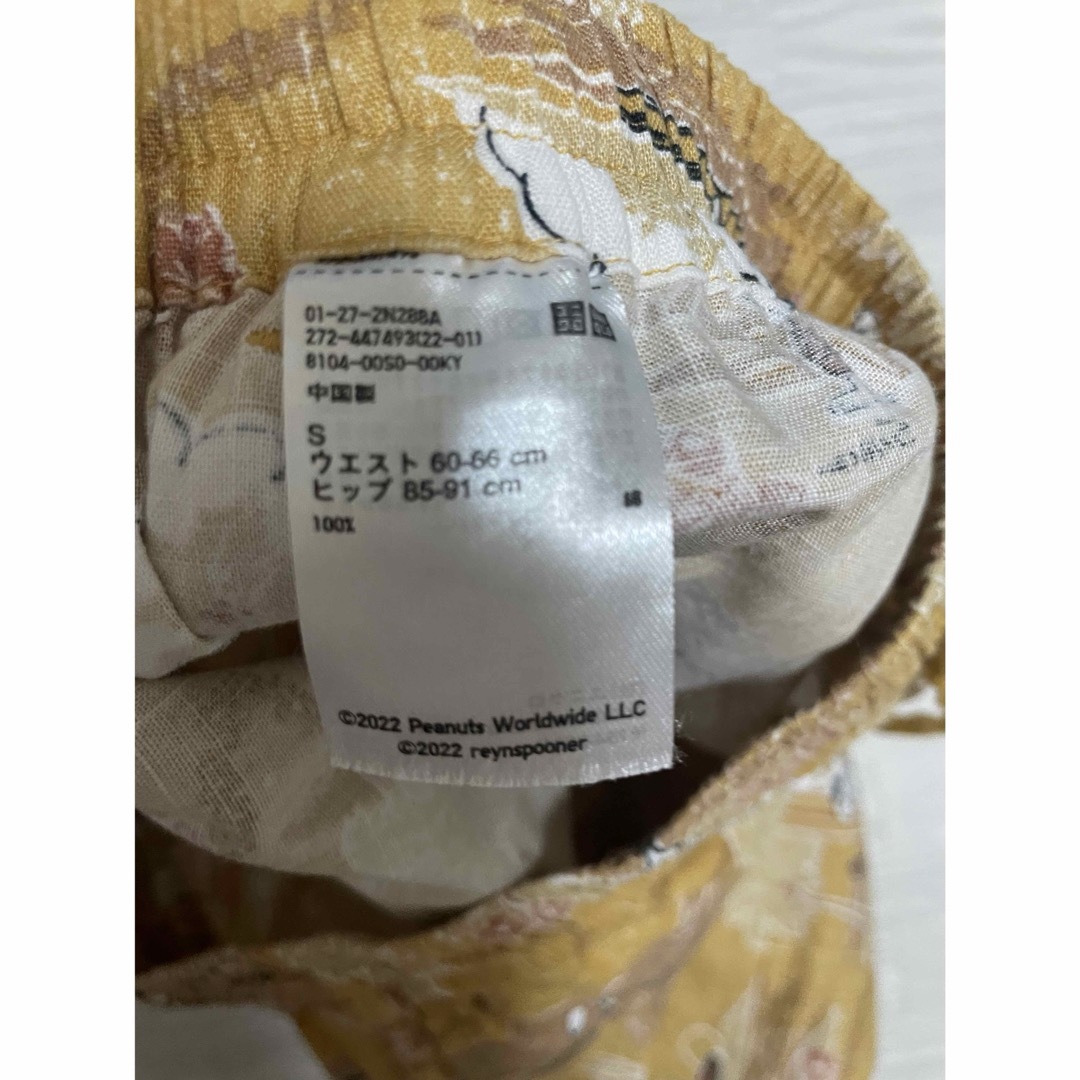 01-27-2N288A
272-447493(22-01)
8104-00S0-00KY
中国製
S
ウエスト 60-66 cm
ヒップ 85-91 cm
綿
100%
©2022 Peanuts Worldwide LLC
©2022 reynspooner